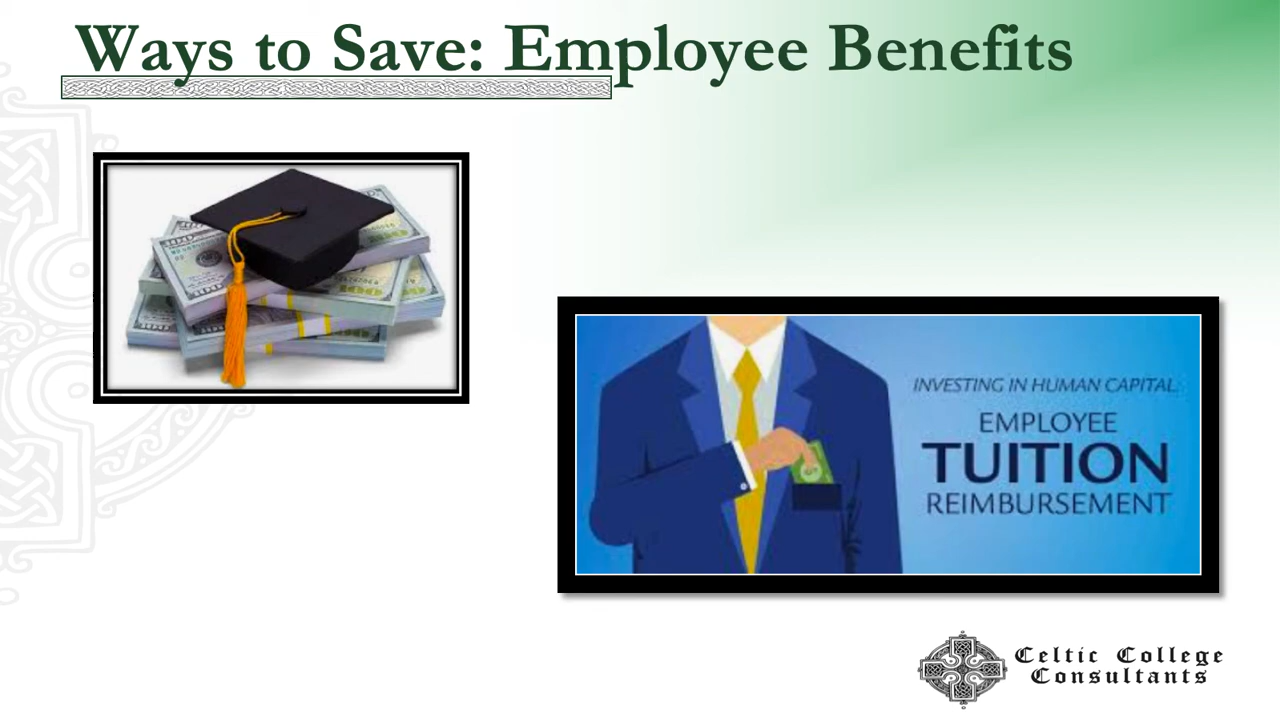 Ways to Save: Employee Benefits
INVESTING IN HUMAN CAPITAL
EMPLOYEE
TUITION
REIMBURSEMENT
Celtic College
Consultants